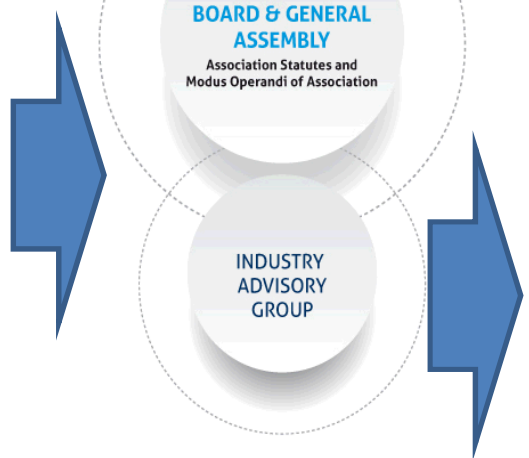 BOARD & GENERAL
ASSEMBLY
Association Statutes and
Modus Operandi of Association
INDUSTRY
ADVISORY
GROUP